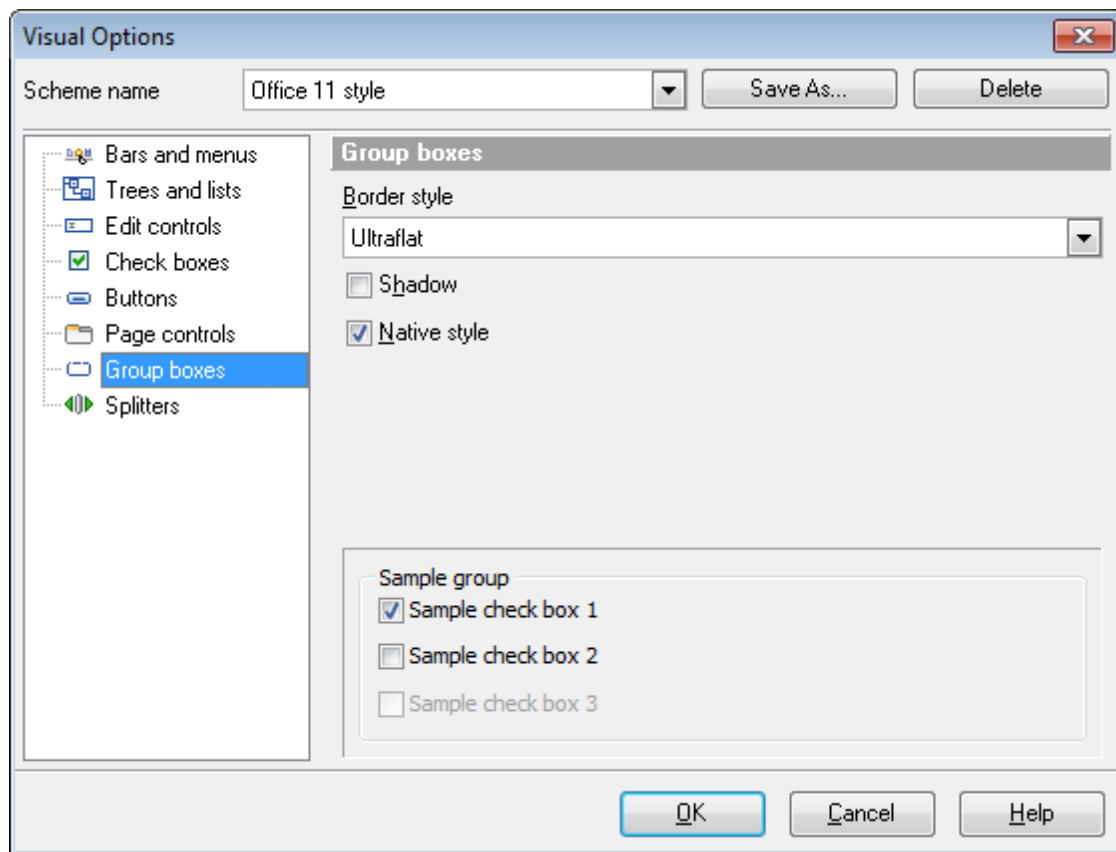 Visual Options
Scheme name
Office 11 style
Save As...
Delete
Bars and menus
Trees and lists
Edit controls
Check boxes
Buttons
Page controls
Group boxes
Splitters
Group boxes
Border style
Ultraflat
Shadow
Native style
Sample group
Sample check box 1
Sample check box 2
Sample check box 3
OK
Cancel
Help